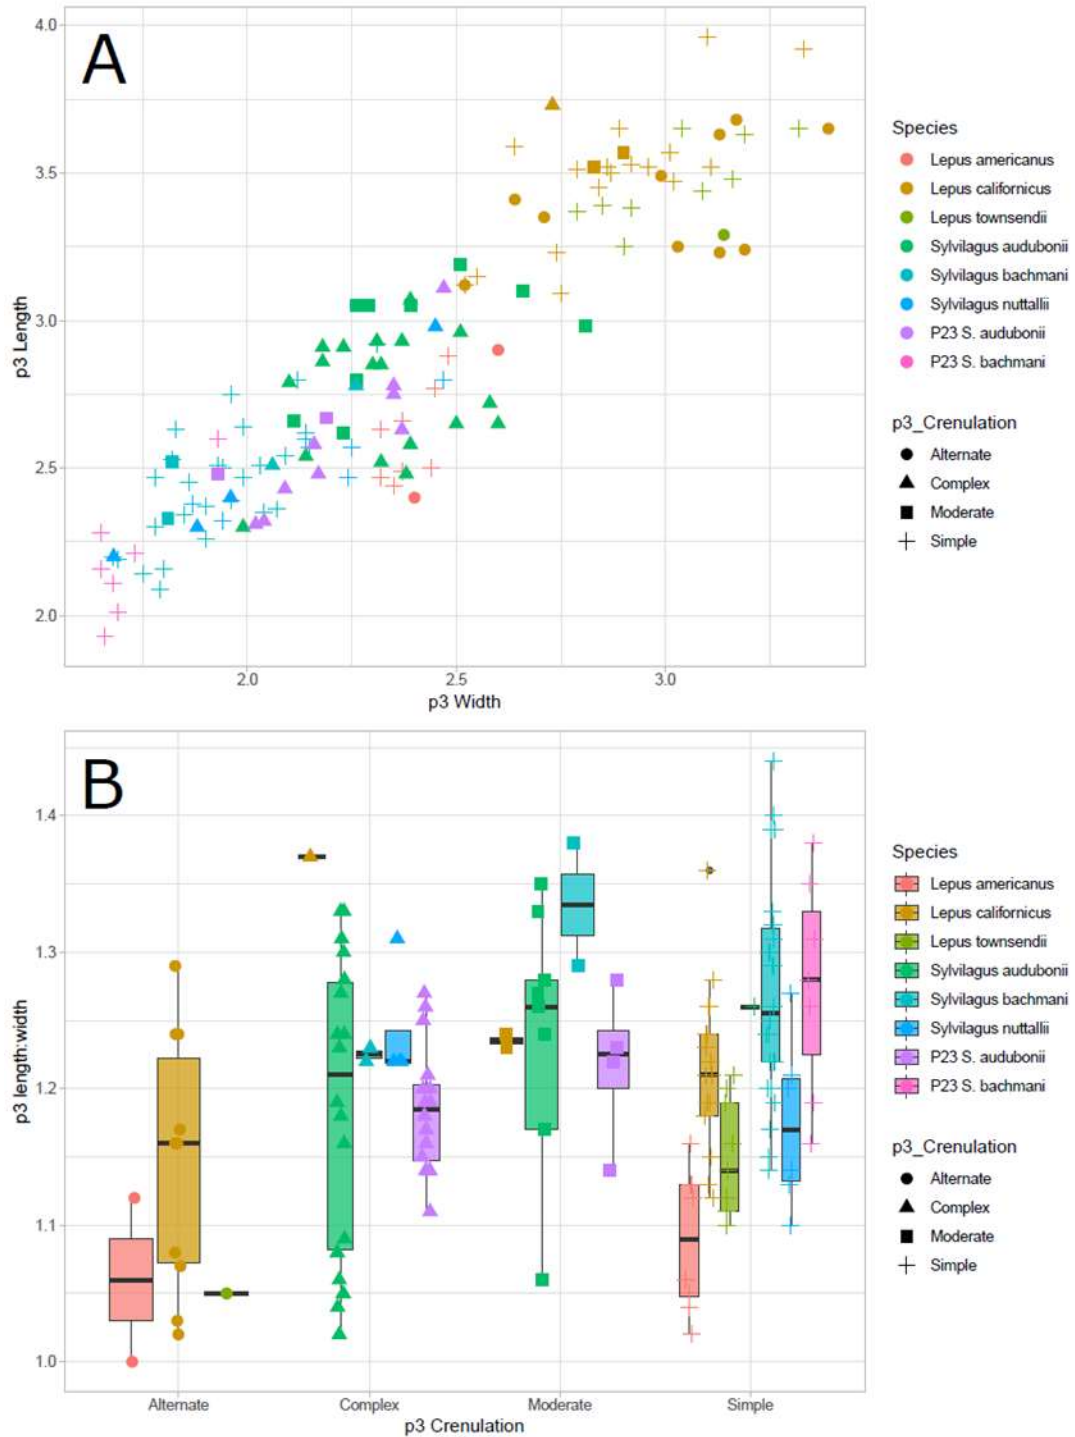 A
4.0
3.5
3.0
2.5
2.0
p3 Length
2.0 2.5 3.0
p3 Width
Species
Lepus americanus
Lepus californicus
Lepus townsendii
Sylvilagus audubonii
Sylvilagus bachmani
Sylvilagus nuttallii
P23 S. audubonii
P23 S. bachmani
p3_Crenulation
Alternate
Complex
Moderate
Simple
B
1.4
1.3
1.2
1.1
1.0
p3 length:width
Alternate Complex Moderate Simple
p3 Crenulation
Species
Lepus americanus
Lepus californicus
Lepus townsendii
Sylvilagus audubonii
Sylvilagus bachmani
Sylvilagus nuttallii
P23 S. audubonii
P23 S. bachmani
p3_Crenulation
Alternate
Complex
Moderate
Simple